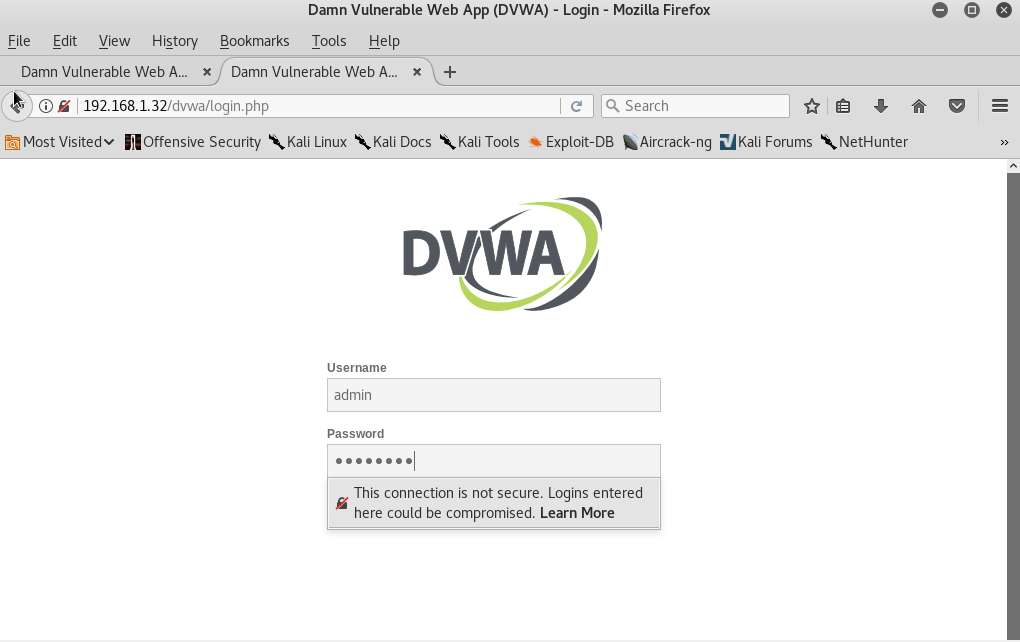 Damn Vulnerable Web App (DVWA) - Login - Mozilla Firefox
File Edit View History Bookmarks Tools Help
Damn Vulnerable Web A... Damn Vulnerable Web A...
192.168.1.32/dvwa/login.php Search
Most Visited Offensive Security Kali Linux Kali Docs Kali Tools Exploit-DB Aircrack-ng Kali Forums NetHunter »
DVWA
Username
admin
Password
••••••••
This connection is not secure. Logins entered
here could be compromised. Learn More